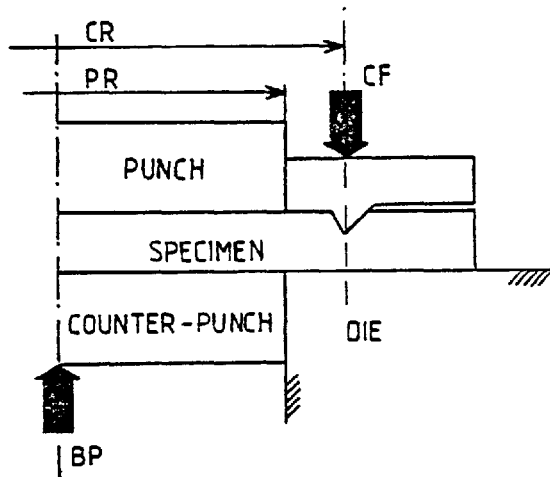 CR
CF
PR
PUNCH
SPECIMEN
COUNTER-PUNCH
DIE
BP